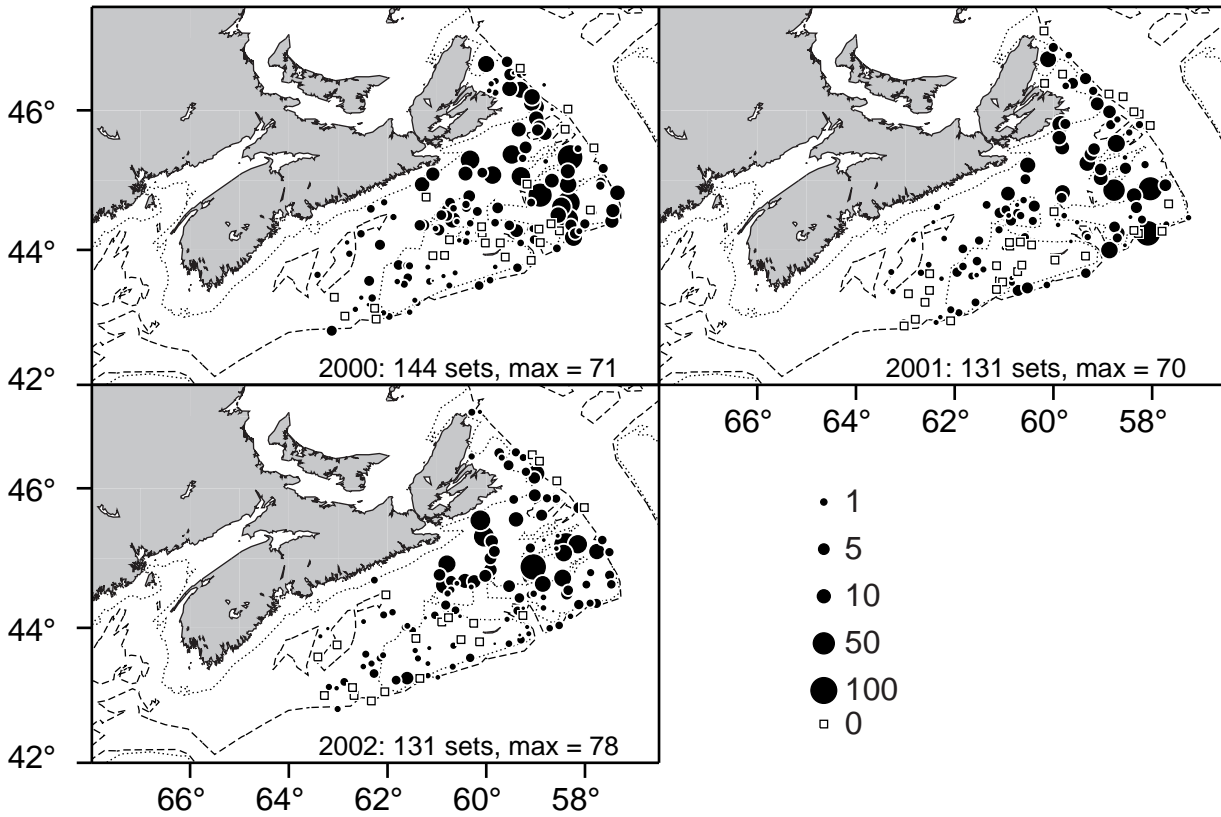 46°
44°
42°
2000: 144 sets, max = 71
2001: 131 sets, max = 70
66° 64° 62° 60° 58°
46°
44°
42°
2002: 131 sets, max = 78
66° 64° 62° 60° 58°
1
5
10
50
100
0